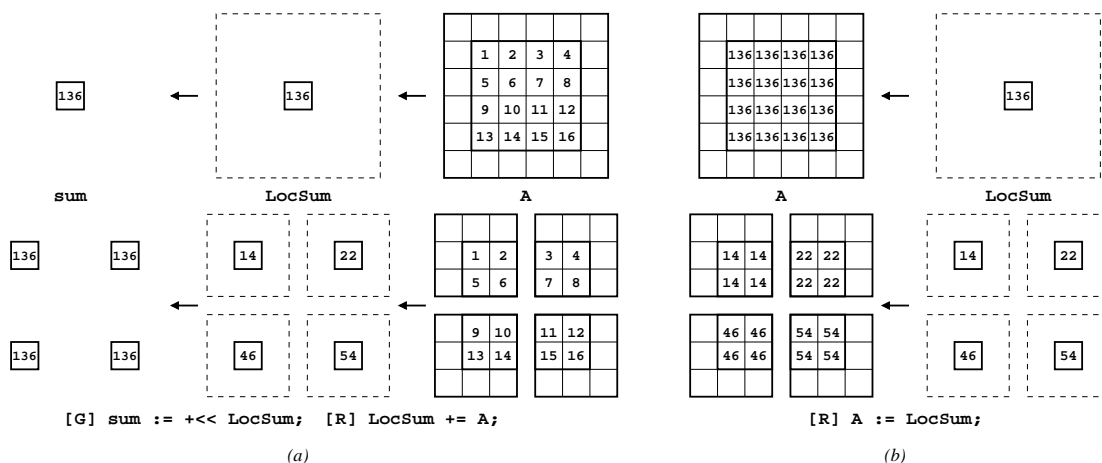 1 2 3 4 136 136 136 136
5 6 7 8 136 136 136 136
136 136 136
9 10 11 12 136 136 136 136
13 14 15 16 136 136 136 136
sum LocSum A A LocSum
136 136 14 22 1 2 3 4 14 14 22 22 14 22
5 6 7 8 14 14 22 22
9 10 11 12 46 46 54 54
136 136 46 54 13 14 15 16 46 46 54 54 46 54
[G] sum := +<< LocSum; [R] LocSum += A; [R] A := LocSum;
(a) (b)